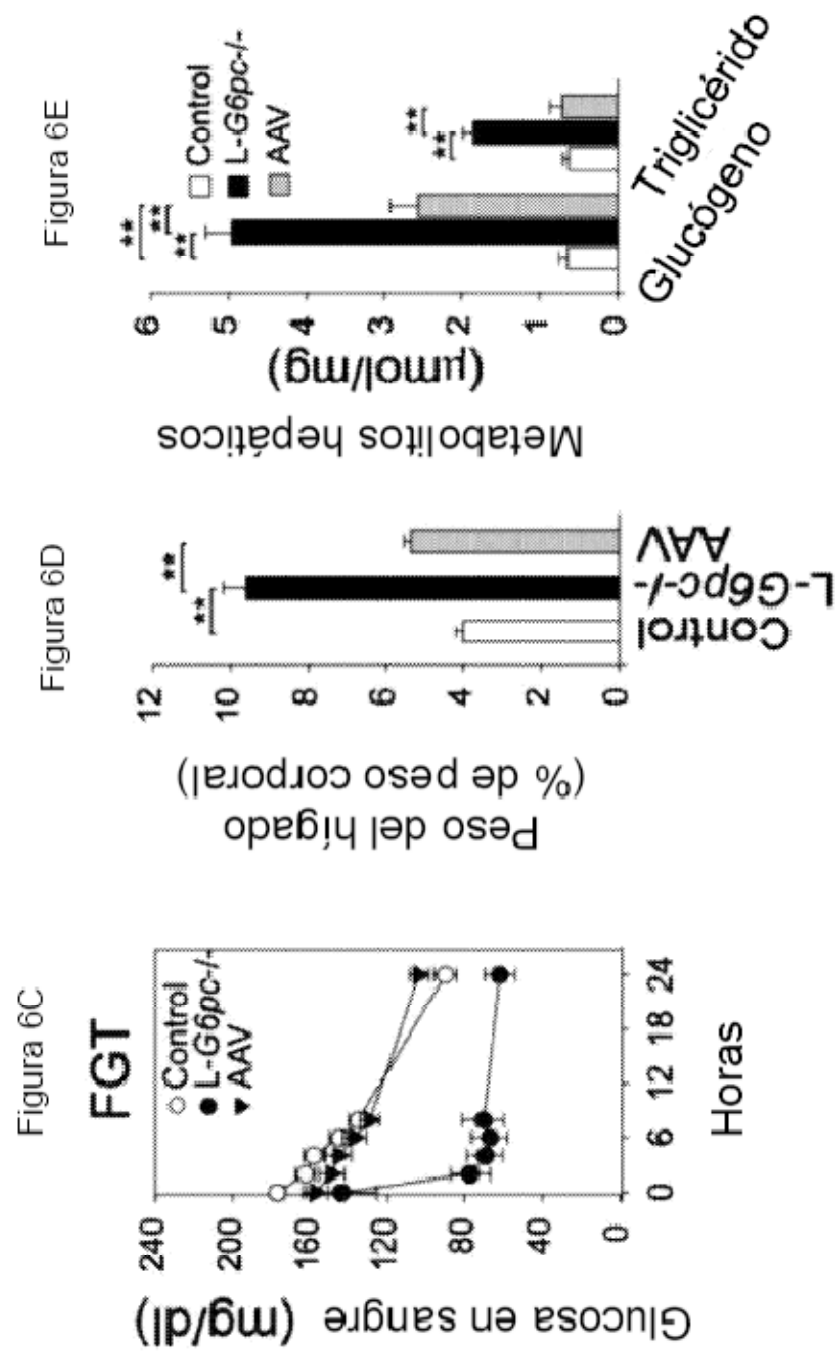 Figura 6C
FGT
Control
L-G6pc-/-
AAV
Glucosa en sangre (mg/dl)
240
200
160
120
80
40
0
0
6
12
18
24
Horas
Figura 6D
Peso del hígado
(% de peso corporal)
12
10
8
6
4
2
0
**
**
Control
L-G6pc-/-
AAV
Figura 6E
Metabolitos hepáticos
(µmol/mg)
6
5
4
3
2
1
0
Control
L-G6pc-/-
AAV
**
**
**
**
**
Glucógeno
Triglicérido